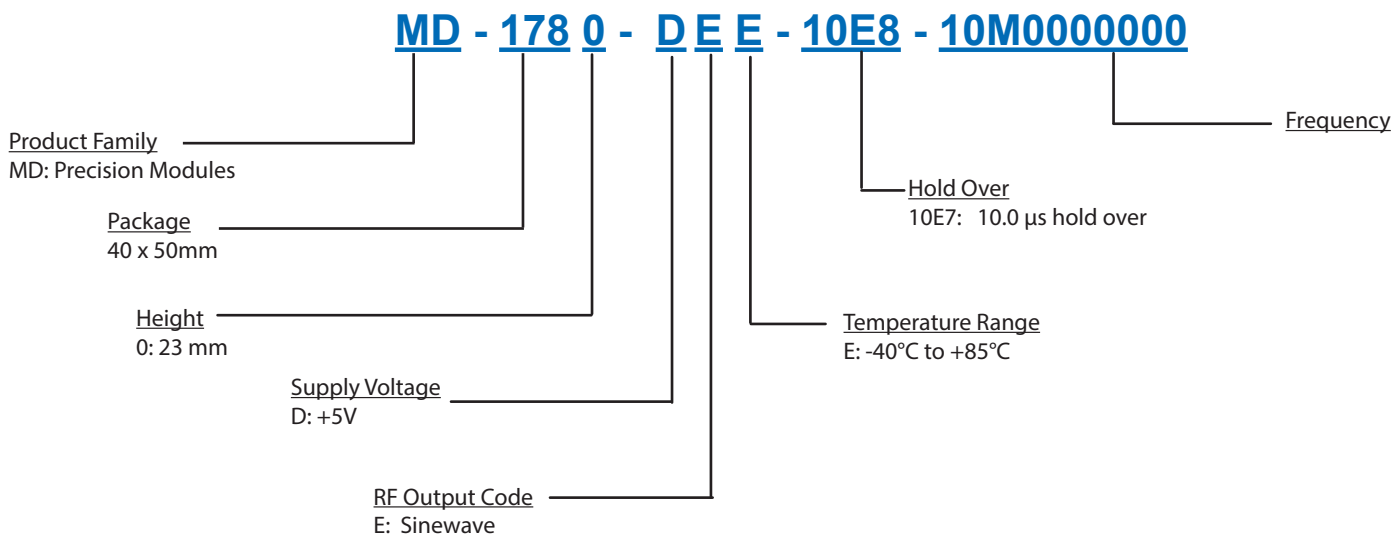 MD - 178 0 - D E E - 10E8 - 10M0000000
Frequency
Product Family
MD: Precision Modules
Hold Over
10E7: 10.0 µs hold over
Package
40 x 50mm
Height
0: 23 mm
Temperature Range
E: -40°C to +85°C
Supply Voltage
D: +5V
RF Output Code
E: Sinewave